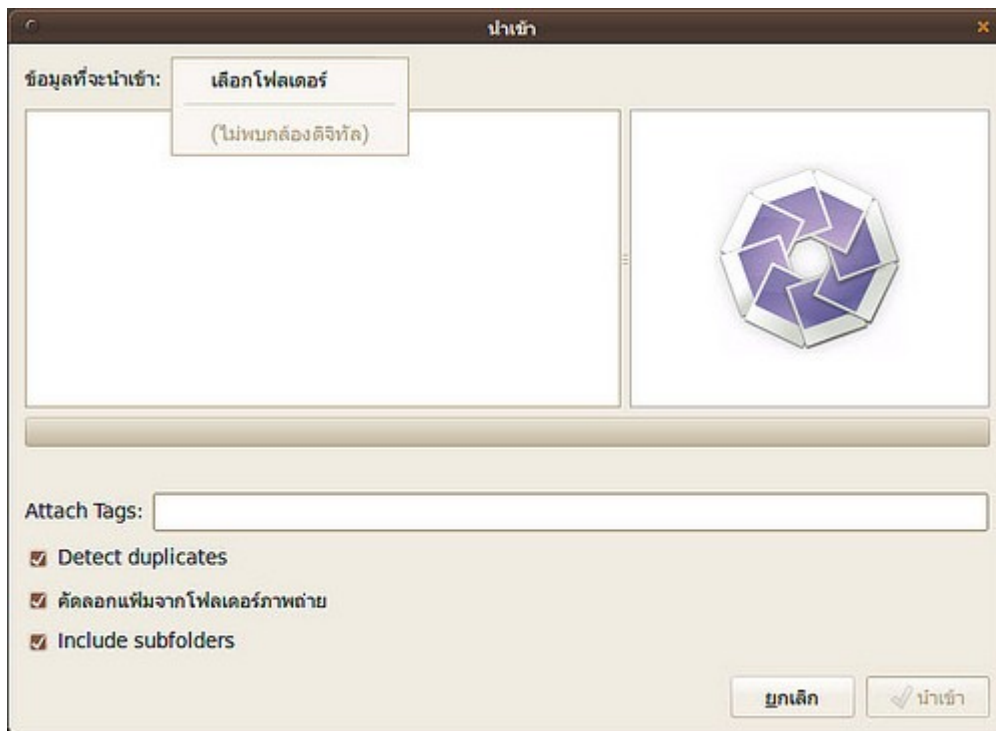 นำเข้า
ข้อมูลที่จะนำเข้า:
เลือกโฟลเดอร์
(ไม่พบกล้องดิจิทัล)
Attach Tags:
Detect duplicates
คัดลอกแฟ้มจากโฟลเดอร์ภาพถ่าย
Include subfolders
ยกเลิก นำเข้า